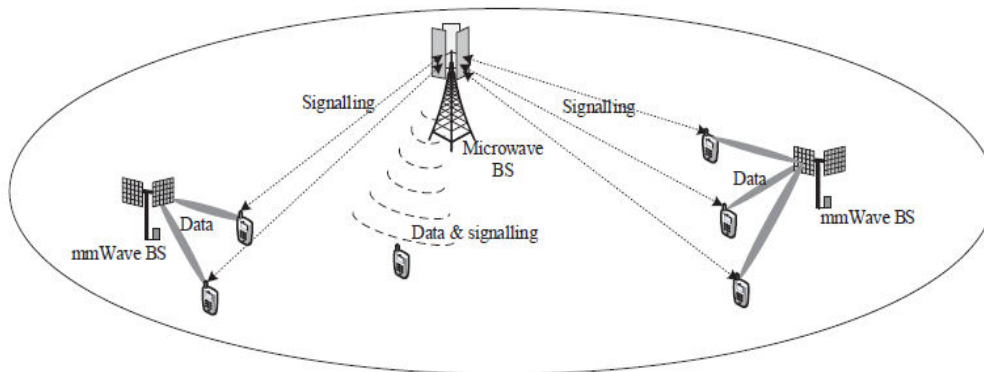 Signalling
Signalling
Microwave
BS
Data
mmWave BS
Data & signalling
Data
mmWave BS